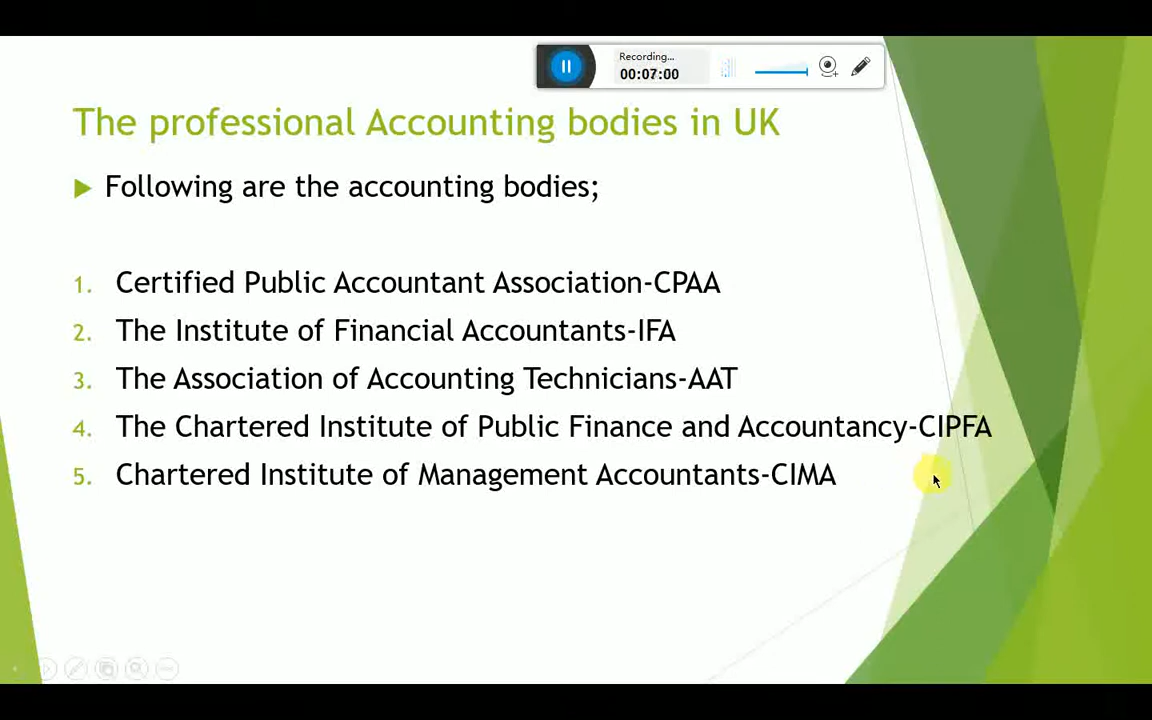 Recording...
00:07:00
The professional Accounting bodies in UK
Following are the accounting bodies;
1. Certified Public Accountant Association-CPAA
2. The Institute of Financial Accountants-IFA
3. The Association of Accounting Technicians-AAT
4. The Chartered Institute of Public Finance and Accountancy-CIPFA
5. Chartered Institute of Management Accountants-CIMA